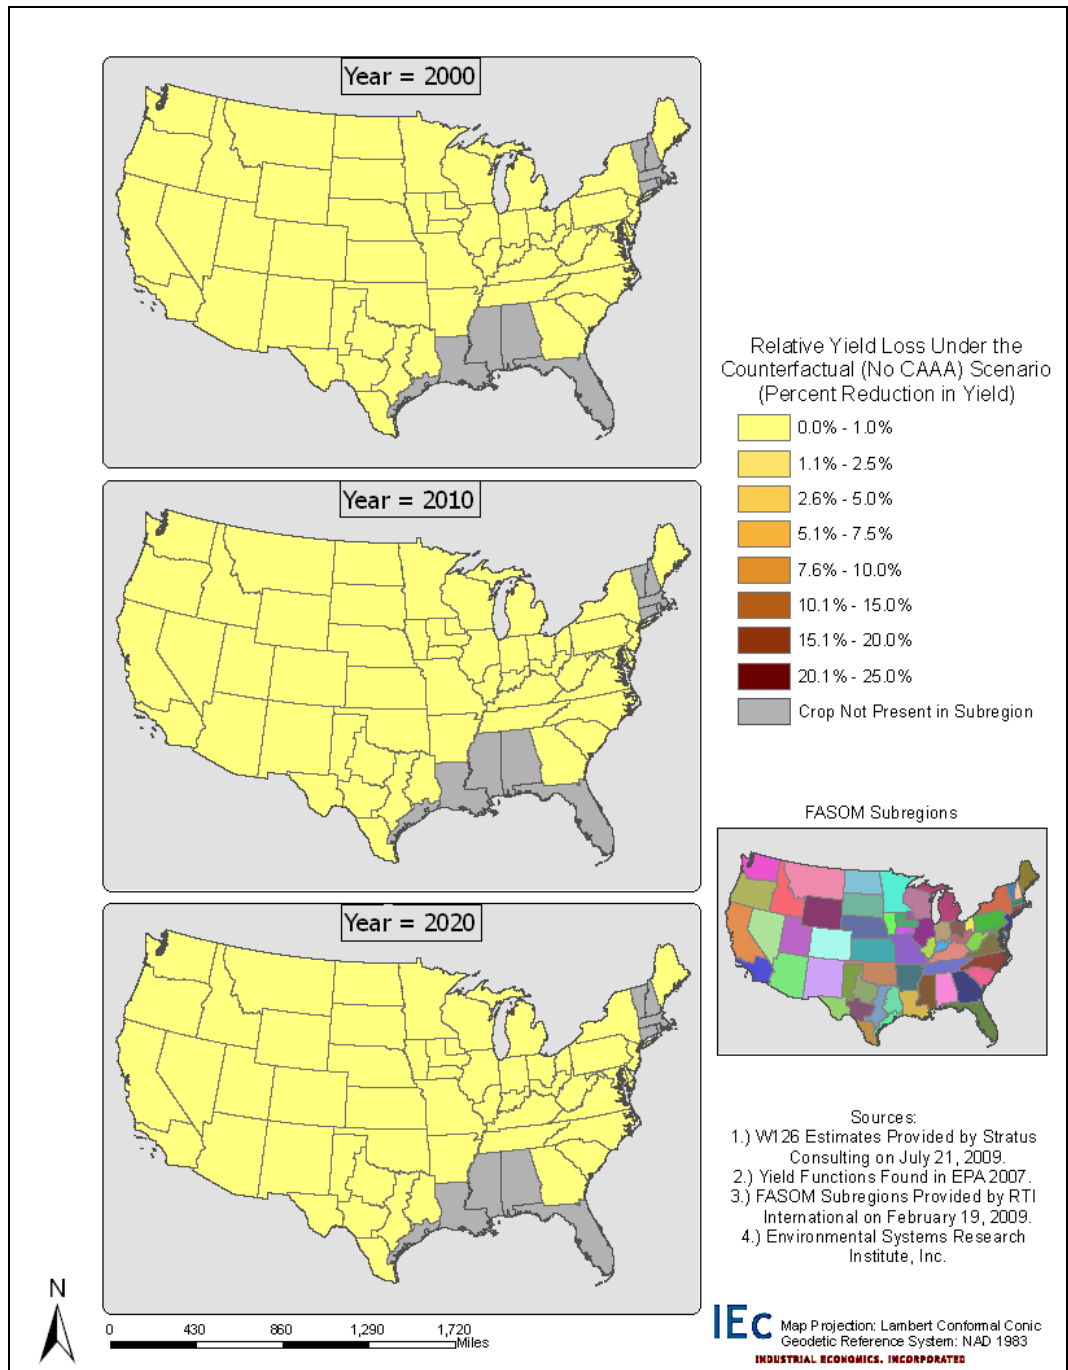 Year = 2000
Year = 2010
Year = 2020
Relative Yield Loss Under the
Counterfactual (No CAAA) Scenario
(Percent Reduction in Yield)
0.0% - 1.0%
1.1% - 2.5%
2.6% - 5.0%
5.1% - 7.5%
7.6% - 10.0%
10.1% - 15.0%
15.1% - 20.0%
20.1% - 25.0%
Crop Not Present in Subregion
FASOM Subregions
Sources:
1.) W126 Estimates Provided by Stratus
Consulting on July 21, 2009.
2.) Yield Functions Found in EPA 2007.
3.) FASOM Subregions Provided by RTI
International on February 19, 2009.
4.) Environmental Systems Research
Institute, Inc.
N
0 430 860 1,290 1,720
Miles
IEc
Map Projection: Lambert Conformal Conic
Geodetic Reference System: NAD 1983
INDUSTRIAL ECONOMICS, INCORPORATED